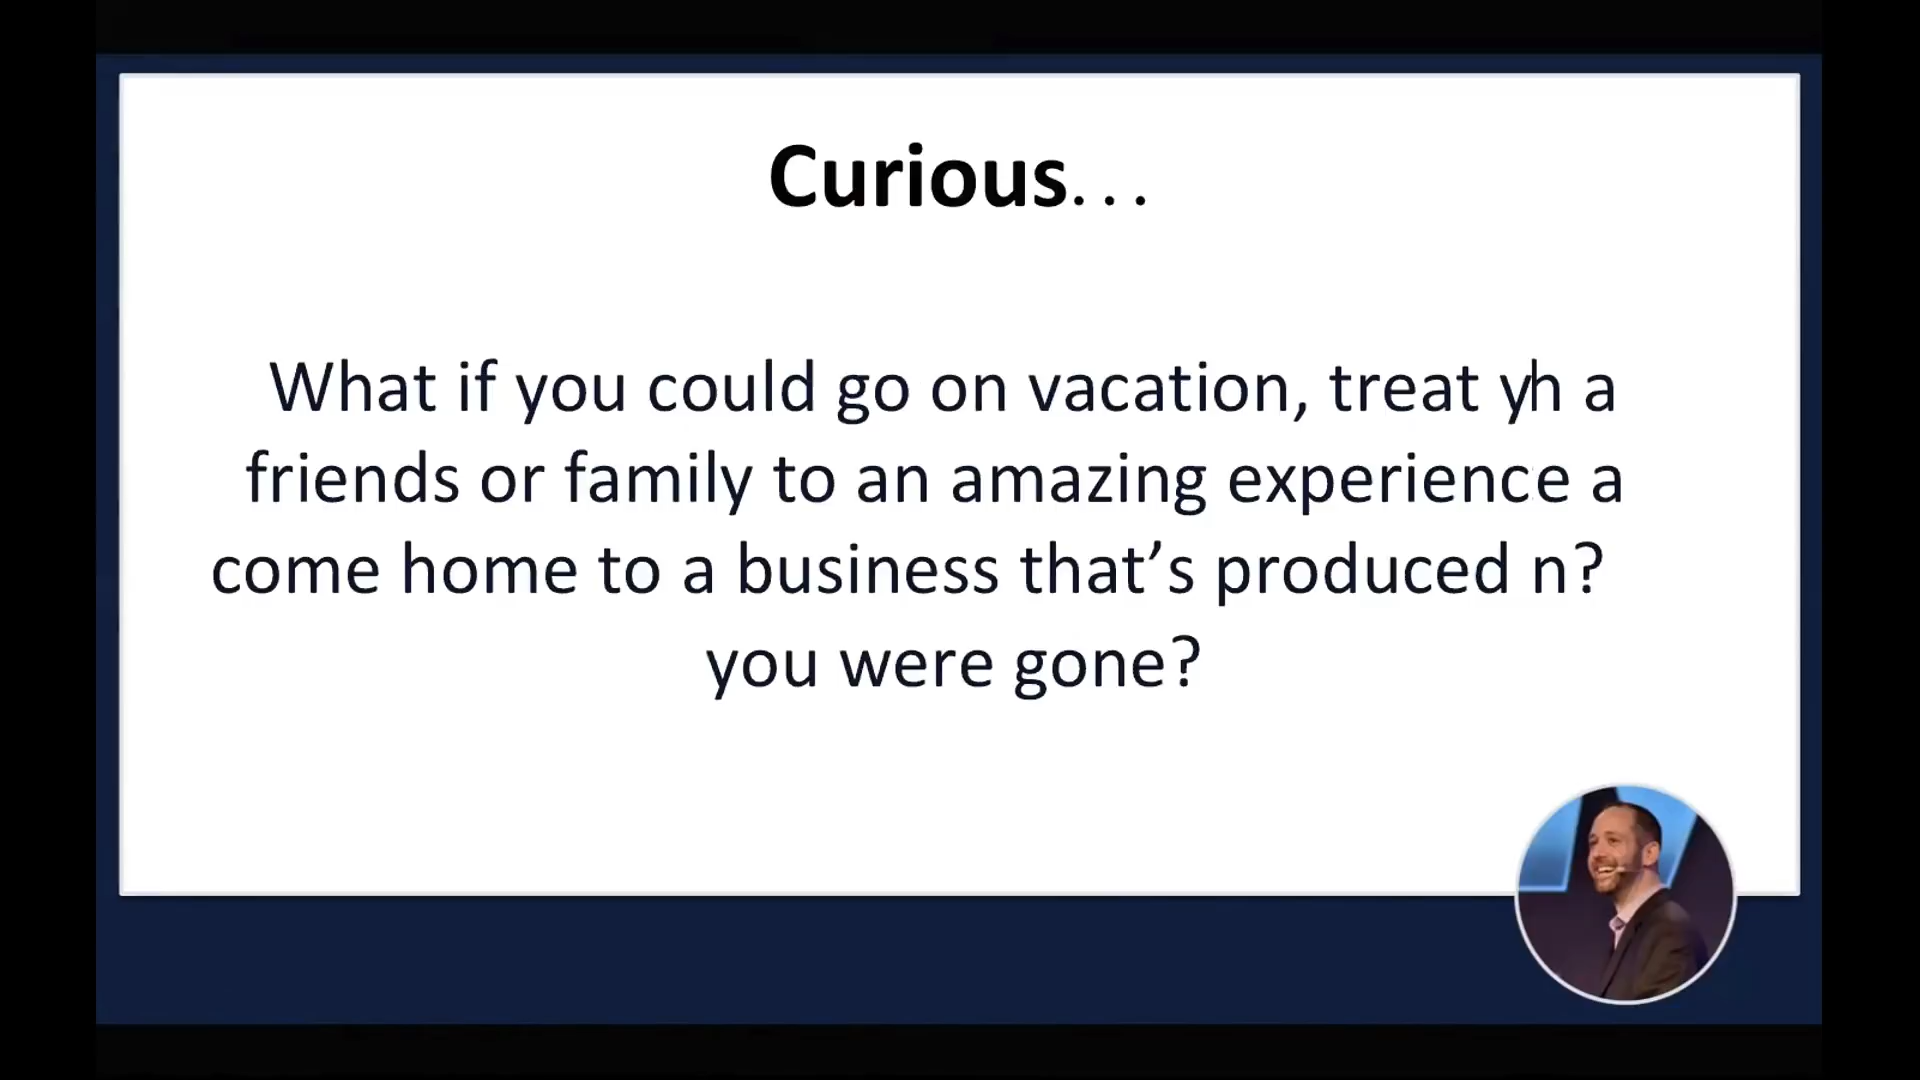 Curious...
What if you could go on vacation, treat yh a
friends or family to an amazing experience a
come home to a business that’s produced n?
you were gone?